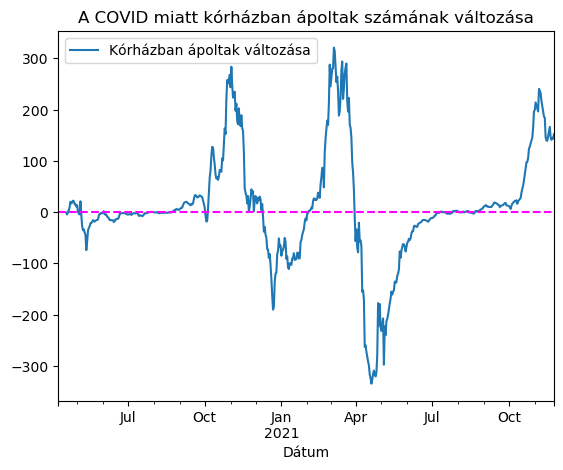 A COVID miatt kórházban ápoltak számának változása
Kórházban ápoltak változása
300
200
100
0
−100
−200
−300
Jul
Oct
Jan
2021
Apr
Jul
Oct
Dátum